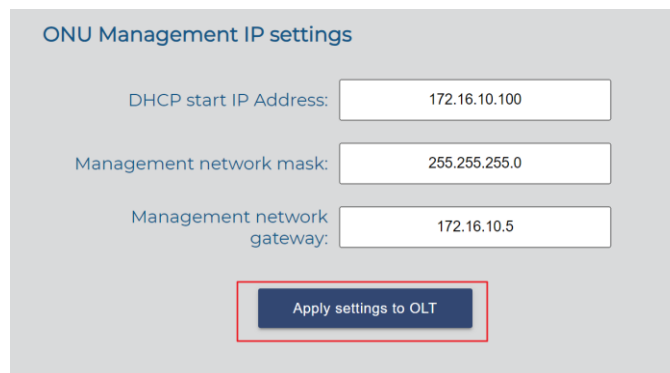 ONU Management IP settings
DHCP start IP Address:
172.16.10.100
Management network mask:
255.255.255.0
Management network
gateway:
172.16.10.5
Apply settings to OLT